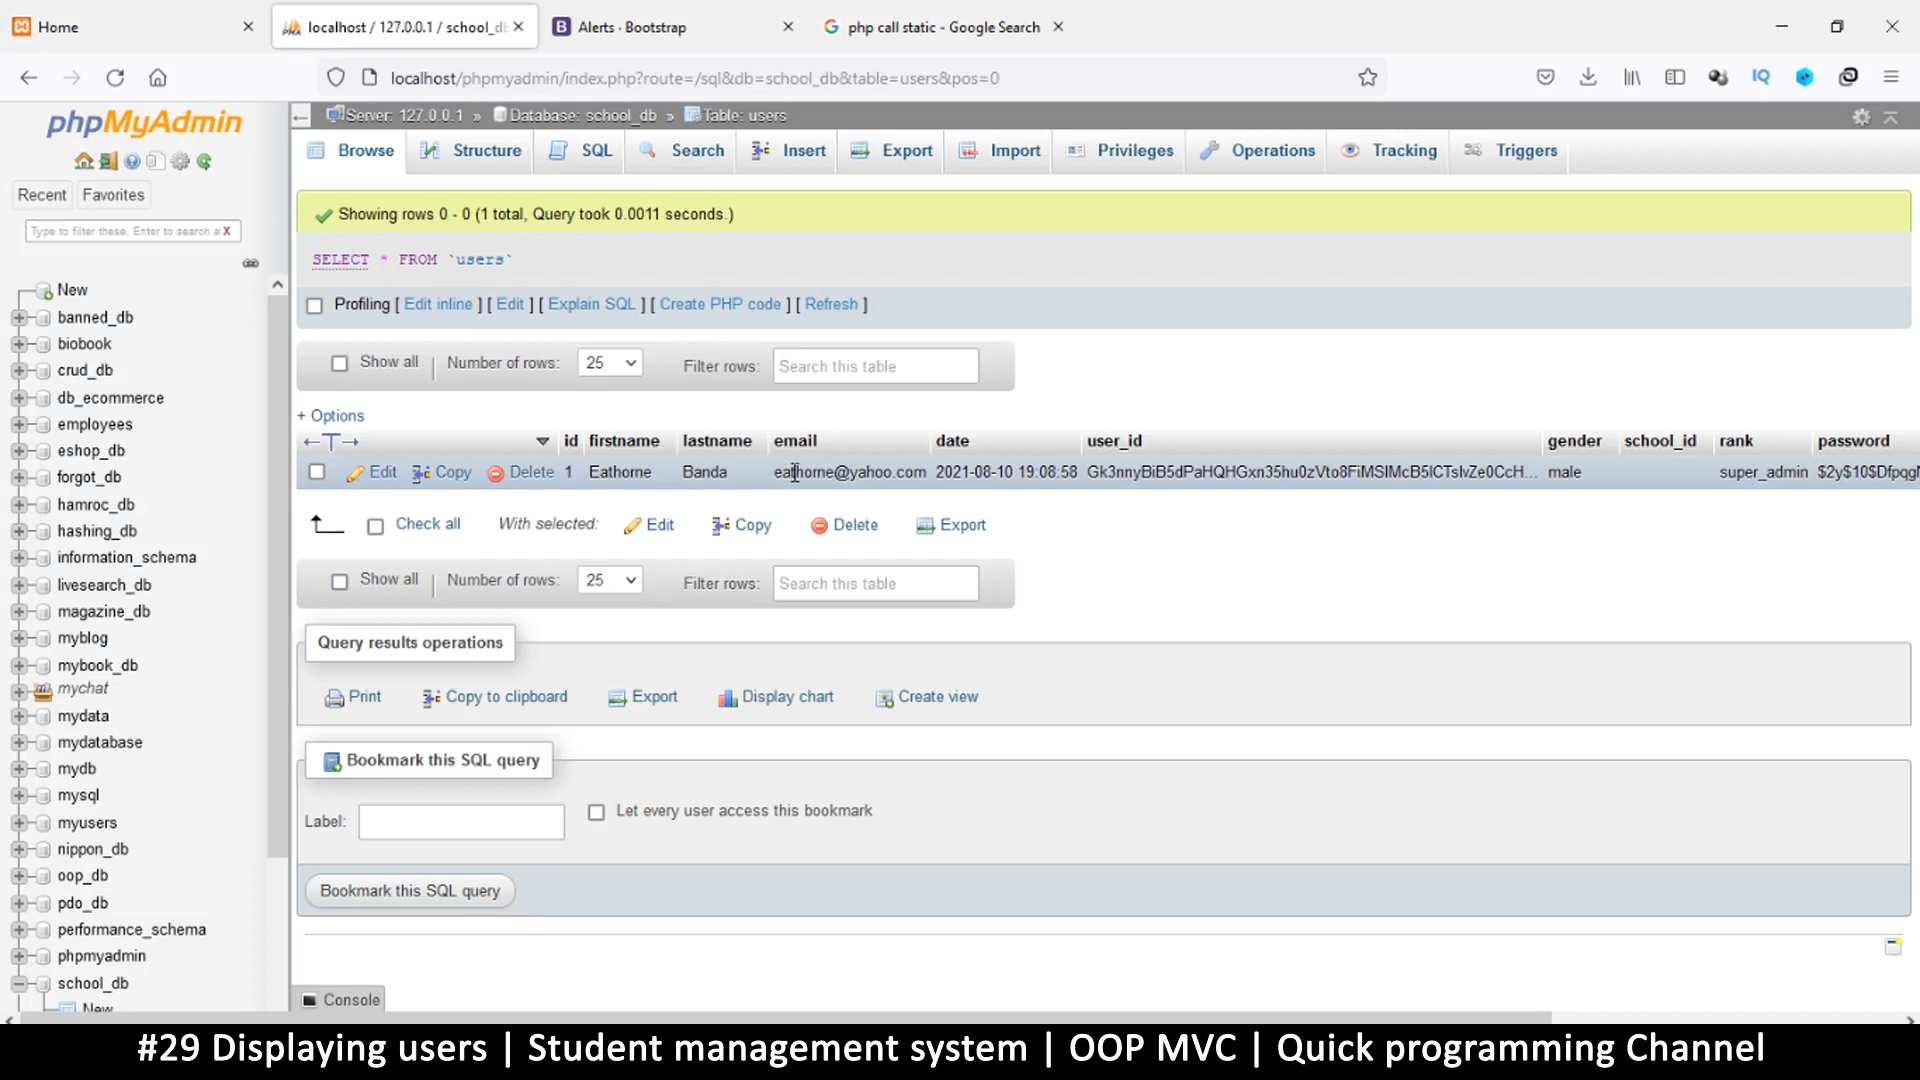 Home
localhost / 127.0.0.1 / school_d
Alerts · Bootstrap
php call static - Google Search
localhost/phpmyadmin/index.php?route=/sql&db=school_db&table=users&pos=0
IQ
phpMyAdmin
Server: 127.0.0.1 » Database: school_db » Table: users
Browse Structure SQL Search Insert Export Import Privileges Operations Tracking Triggers
Recent Favorites
Type to filter these, Enter to search a X
Showing rows 0 - 0 (1 total, Query took 0.0011 seconds.)
SELECT * FROM `users`
Profiling [ Edit inline ] [ Edit ] [ Explain SQL ] [ Create PHP code ] [ Refresh ]
Show all | Number of rows: 25 Filter rows: Search this table
+ Options
←T→ id firstname lastname email date user_id gender school_id rank password
Edit Copy Delete 1 Eathorne Banda eathorne@yahoo.com 2021-08-10 19:08:58 male super_admin
Check all With selected: Edit Copy Delete Export
Show all | Number of rows: 25 Filter rows: Search this table
Query results operations
Print Copy to clipboard Export Display chart Create view
Bookmark this SQL query
Label: Let every user access this bookmark
Bookmark this SQL query
Console
New
banned_db
biobook
crud_db
db_ecommerce
employees
eshop_db
forgot_db
hamroc_db
hashing_db
information_schema
livesearch_db
magazine_db
myblog
mybook_db
mychat
mydata
mydatabase
mydb
mysql
myusers
nippon_db
oop_db
pdo_db
performance_schema
phpmyadmin
school_db
New
#29 Displaying users | Student management system | OOP MVC | Quick programming Channel